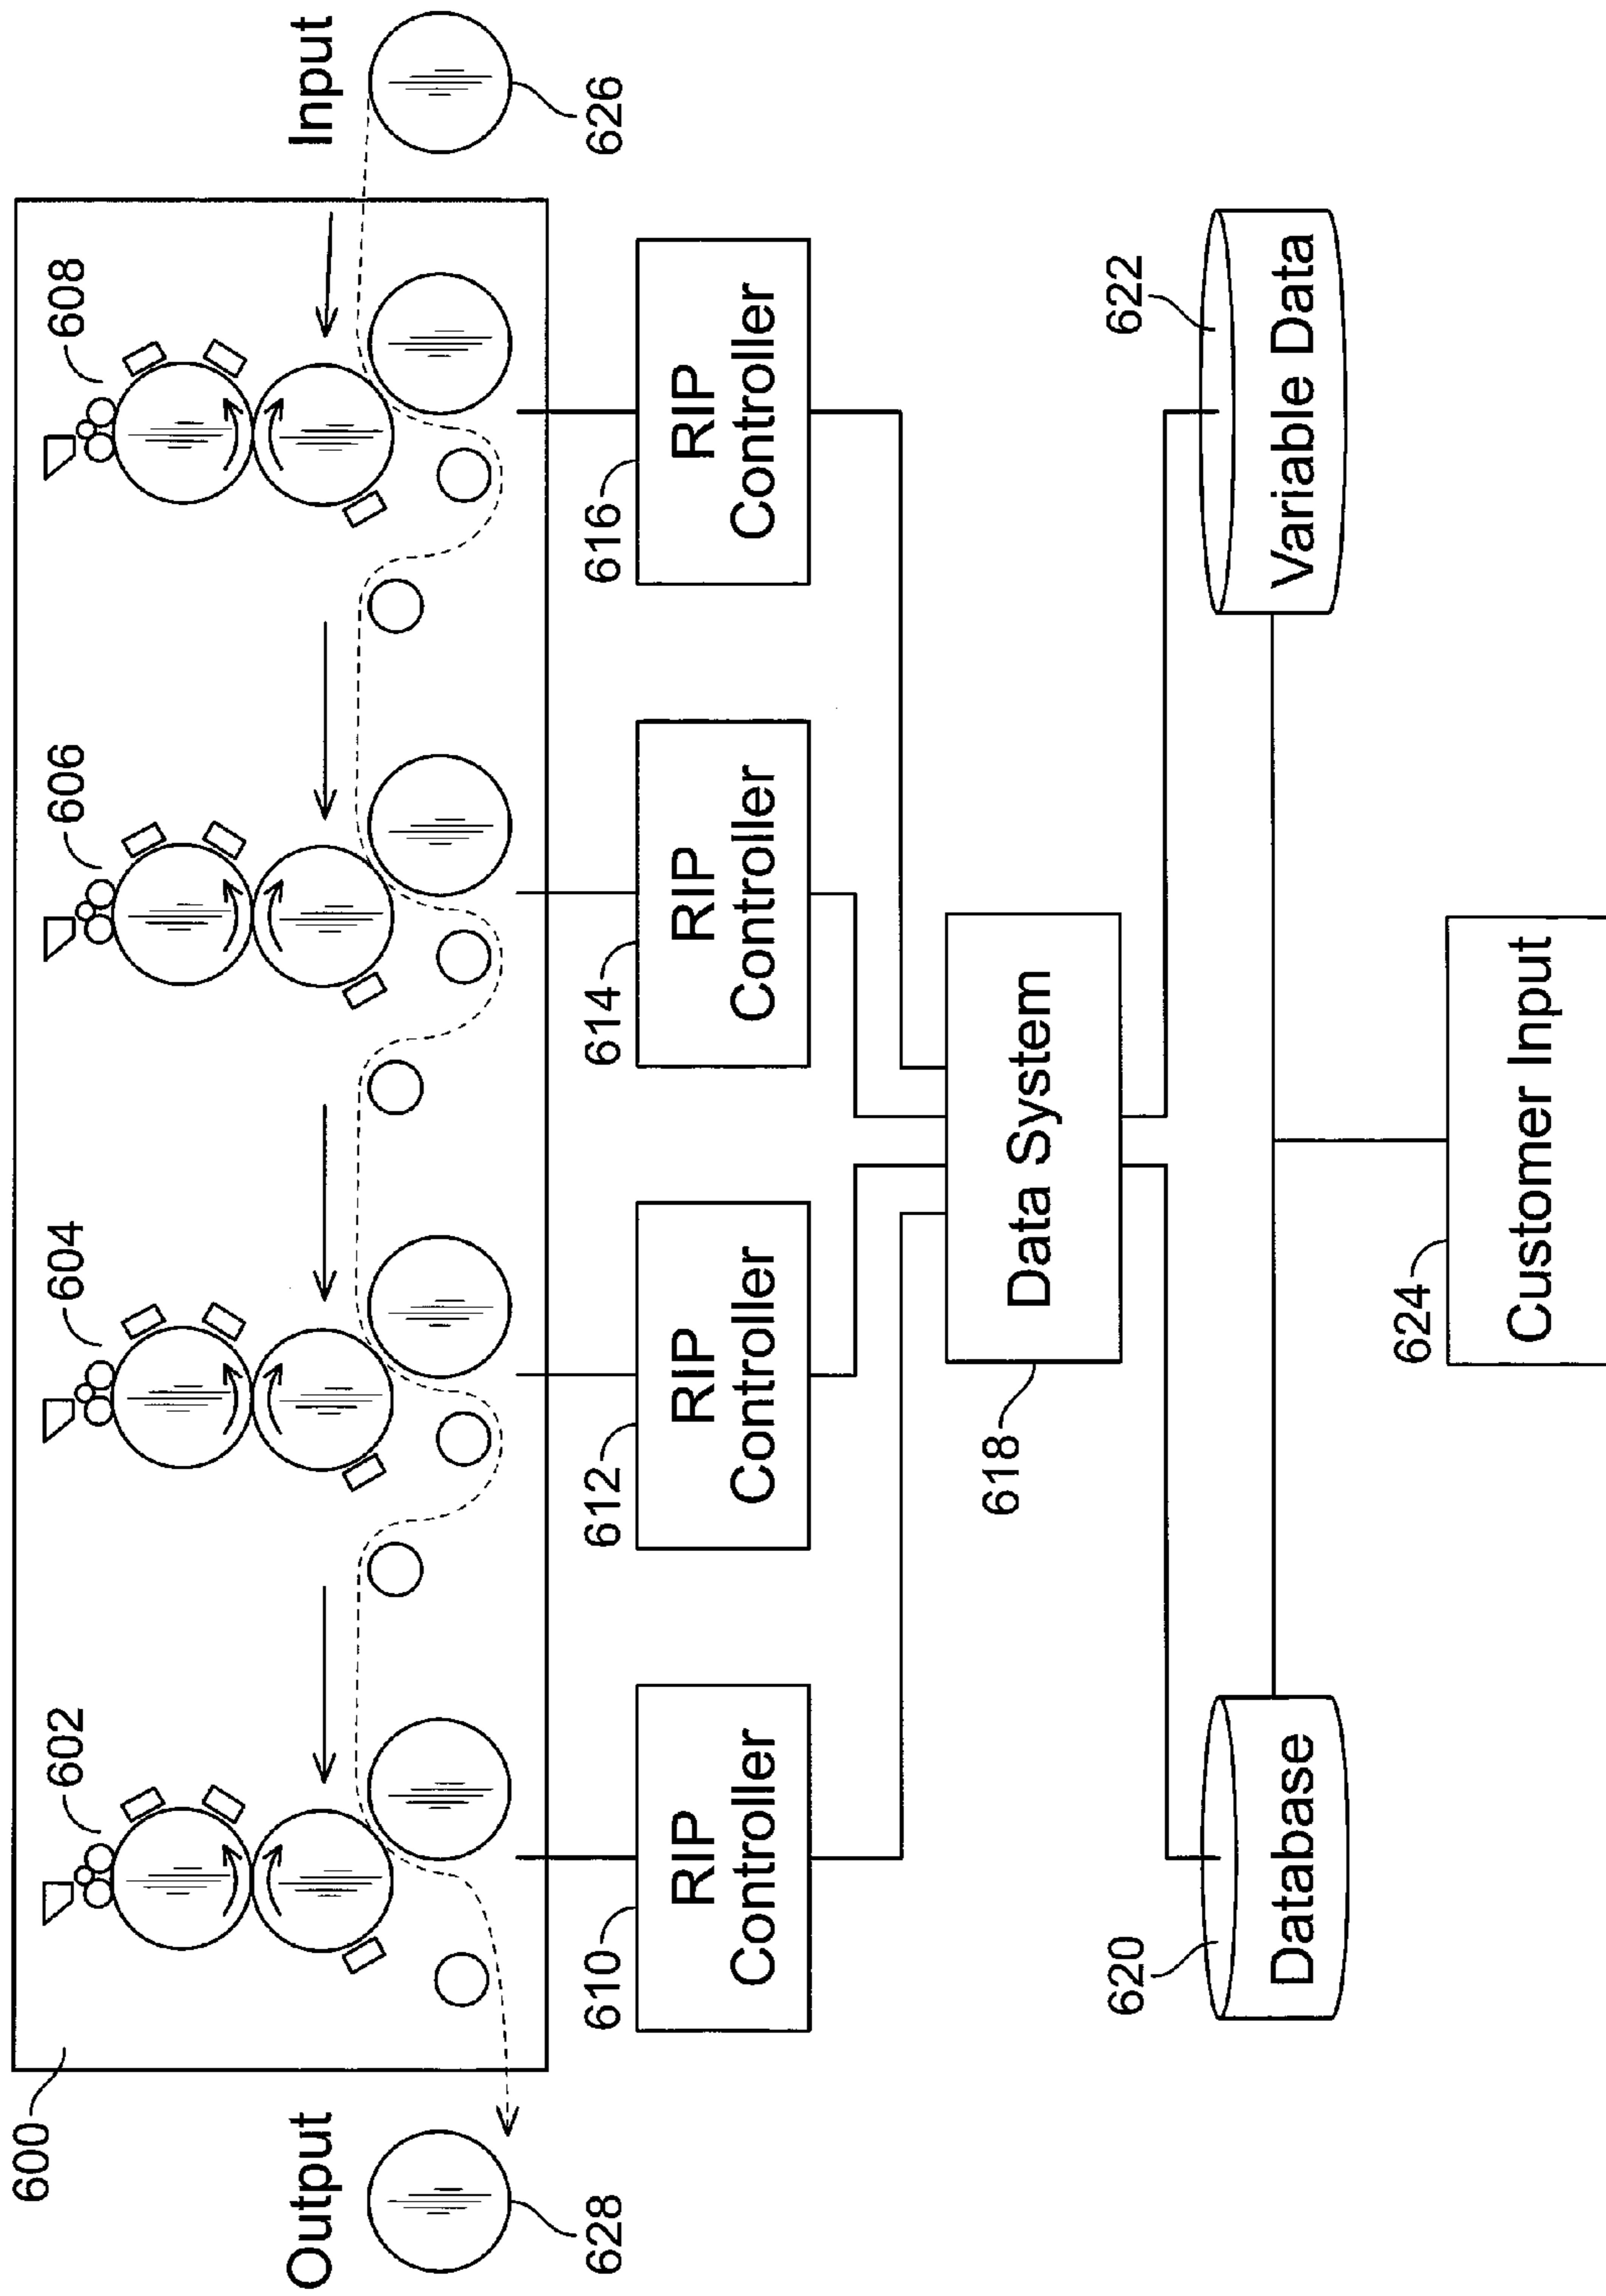 600
602
604
606
608
Output
Input
628
626
610
RIP
Controller
612
RIP
Controller
614
RIP
Controller
616
RIP
Controller
618
Data System
620
Database
622
Variable Data
624
Customer Input